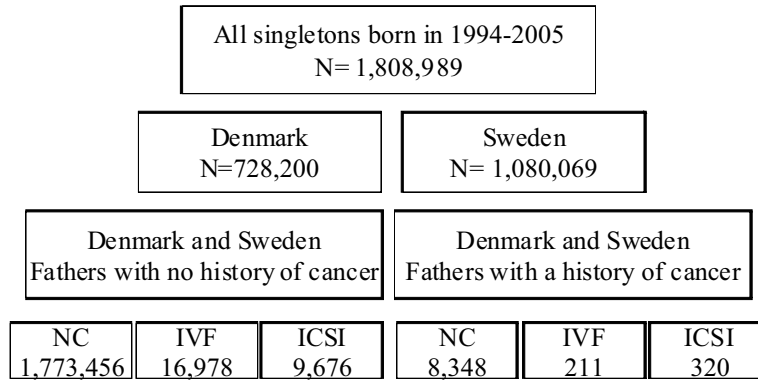 All singletons born in 1994-2005
N= 1,808,989
Denmark
N=728,200
Sweden
N= 1,080,069
Denmark and Sweden
Fathers with no history of cancer
Denmark and Sweden
Fathers with a history of cancer
NC
1,773,456
IVF
16,978
ICSI
9,676
NC
8,348
IVF
211
ICSI
320